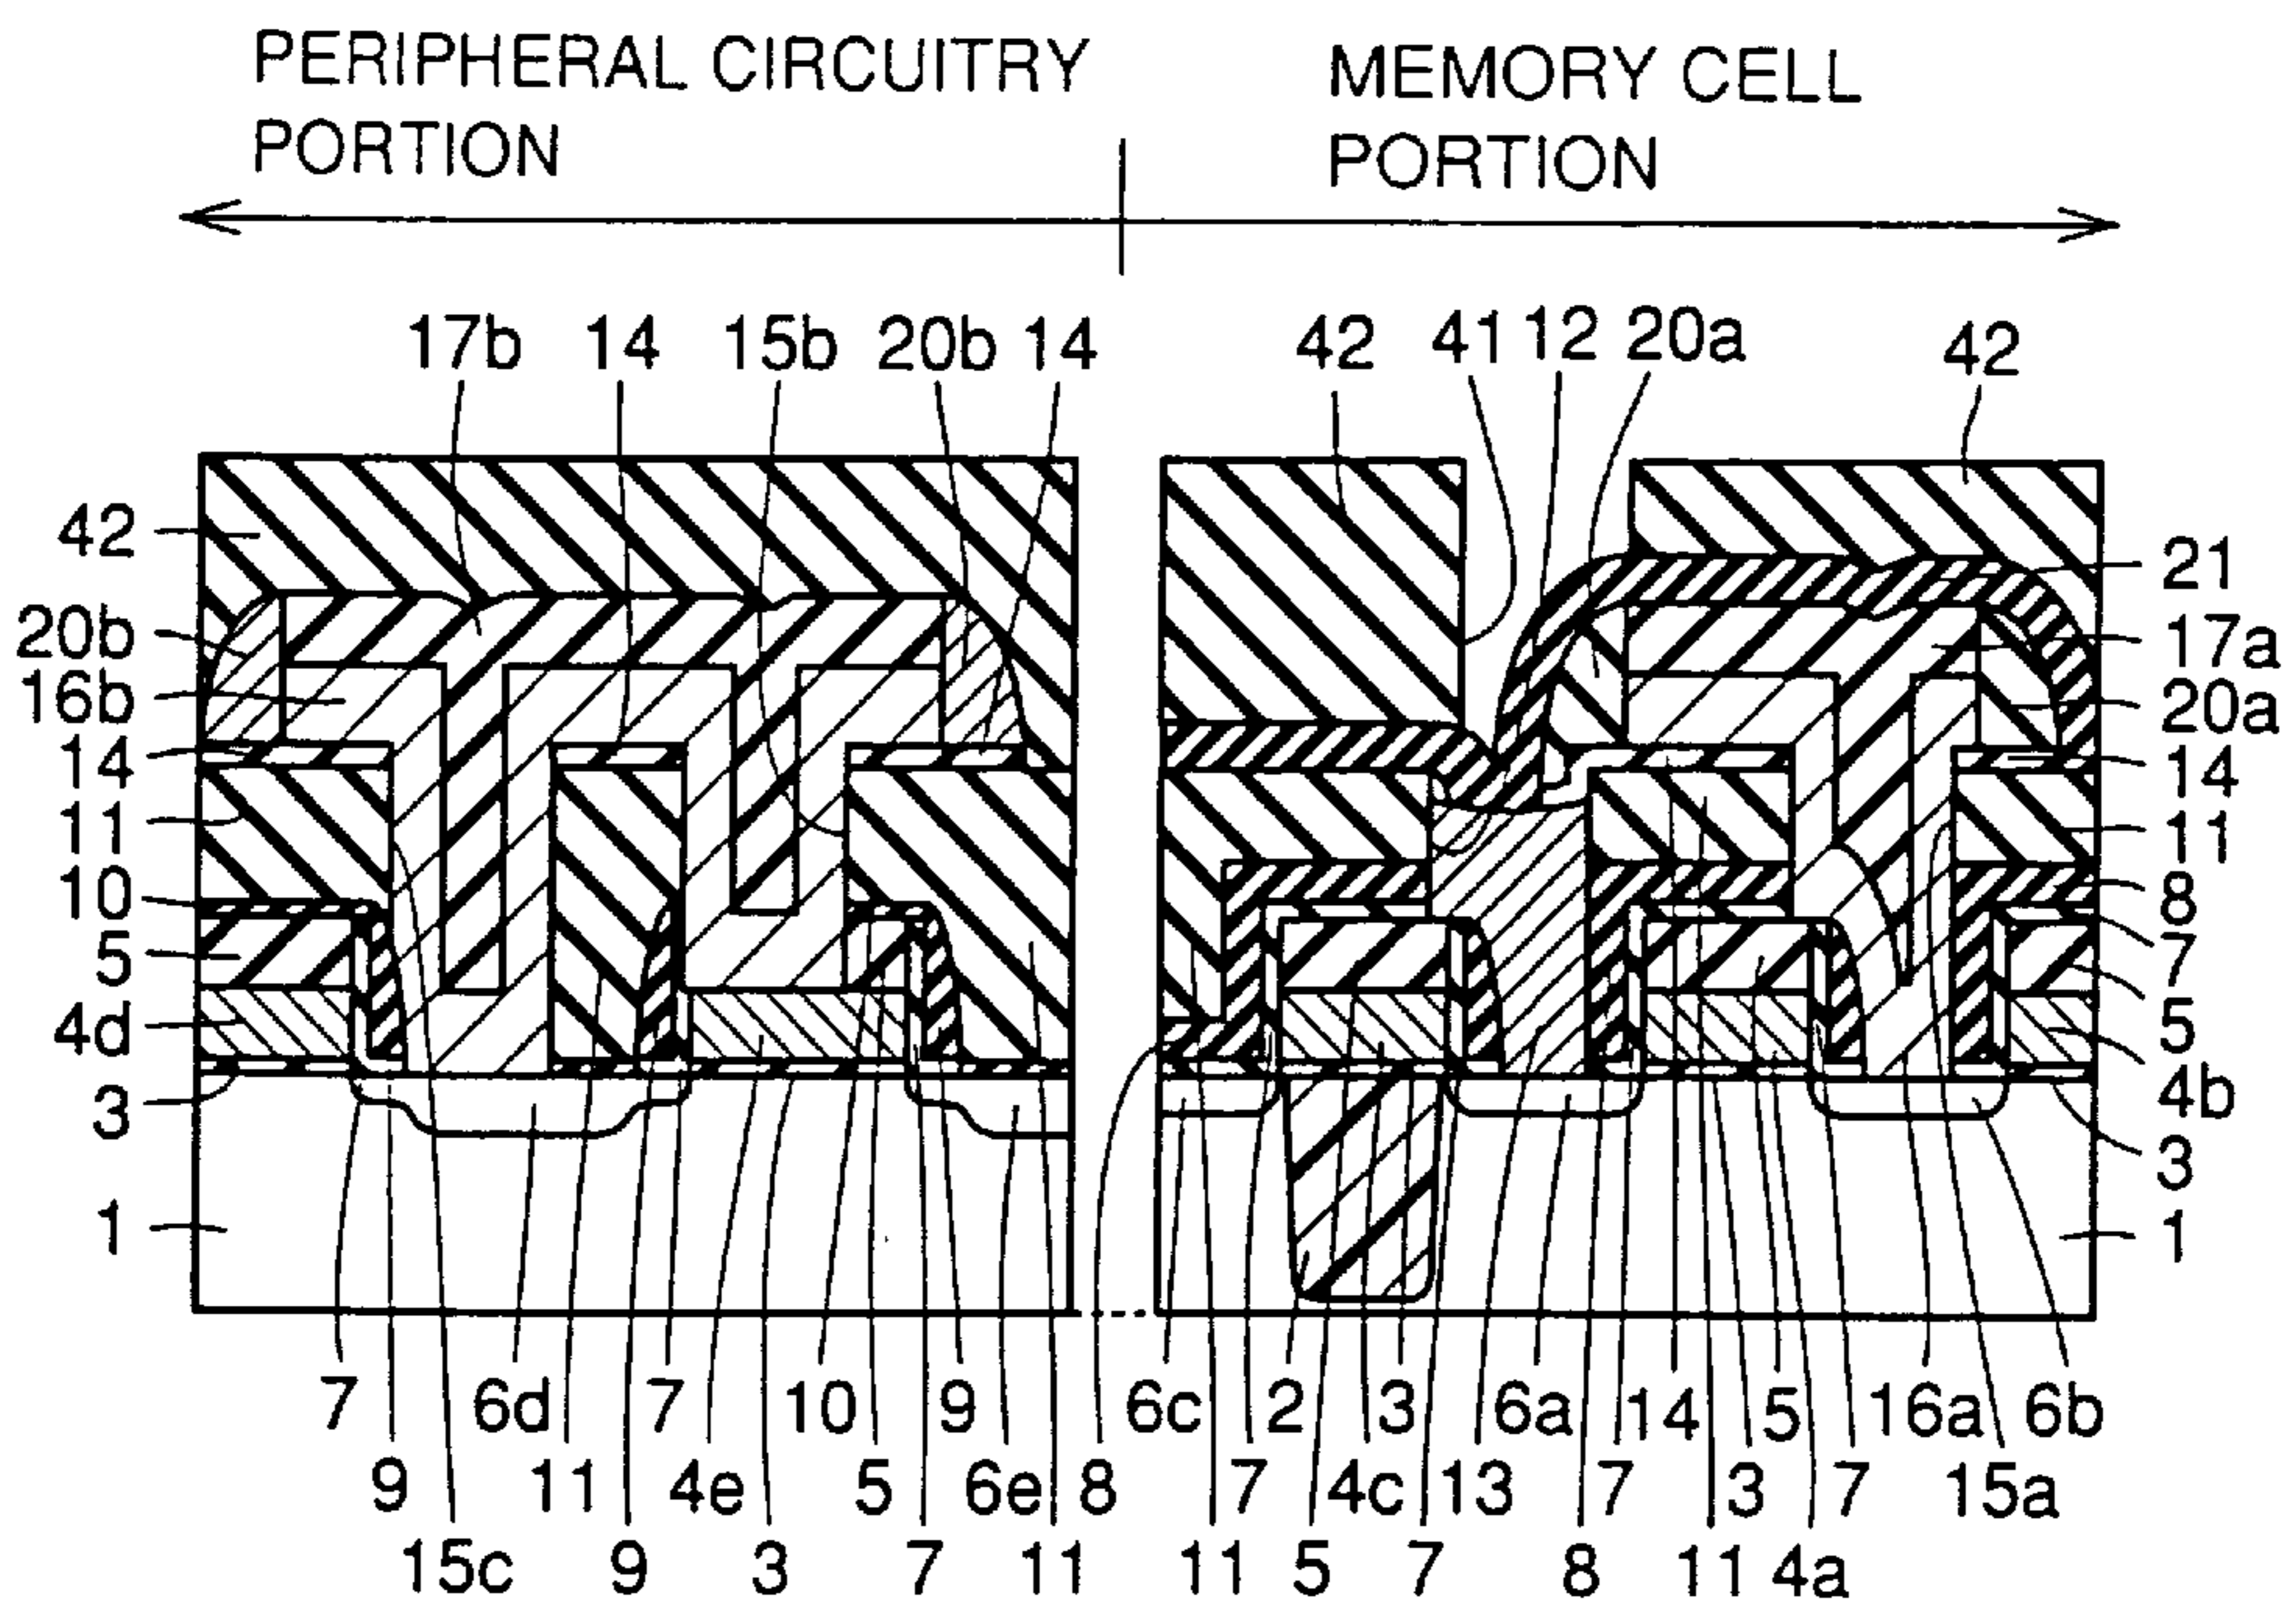 PERIPHERAL CIRCUITRY
PORTION
MEMORY CELL
PORTION
17b 14 15b 20b 14 42 41 12 20a 42
42
20b
16b
14
11
10
5
4d
3
1
21
17a
20a
14
11
8
7
5
4b
3
1
7 6d 7 10 9 6c 2 3 6a 14 5 16a 6b
9 11 4e 5 6e 8 7 4c 13 7 3 7 15a
15c 9 3 7 11 11 5 7 8 11 4a